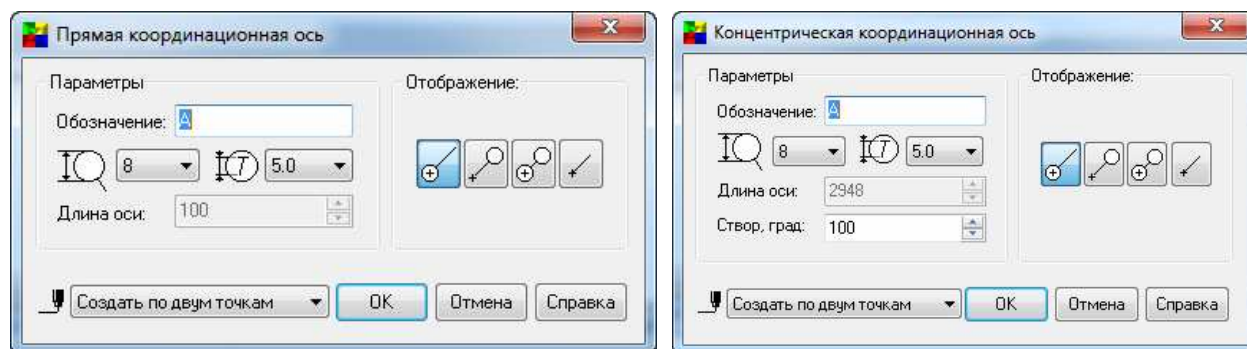 Прямая координационная ось
Параметры
Отображение:
Обозначение: A
8 T 5.0
Длина оси: 100
Создать по двум точкам OK Отмена Справка
Концентрическая координационная ось
Параметры
Отображение:
Обозначение: A
8 T 5.0
Длина оси: 2948
Створ, град: 100
Создать по двум точкам OK Отмена Справка